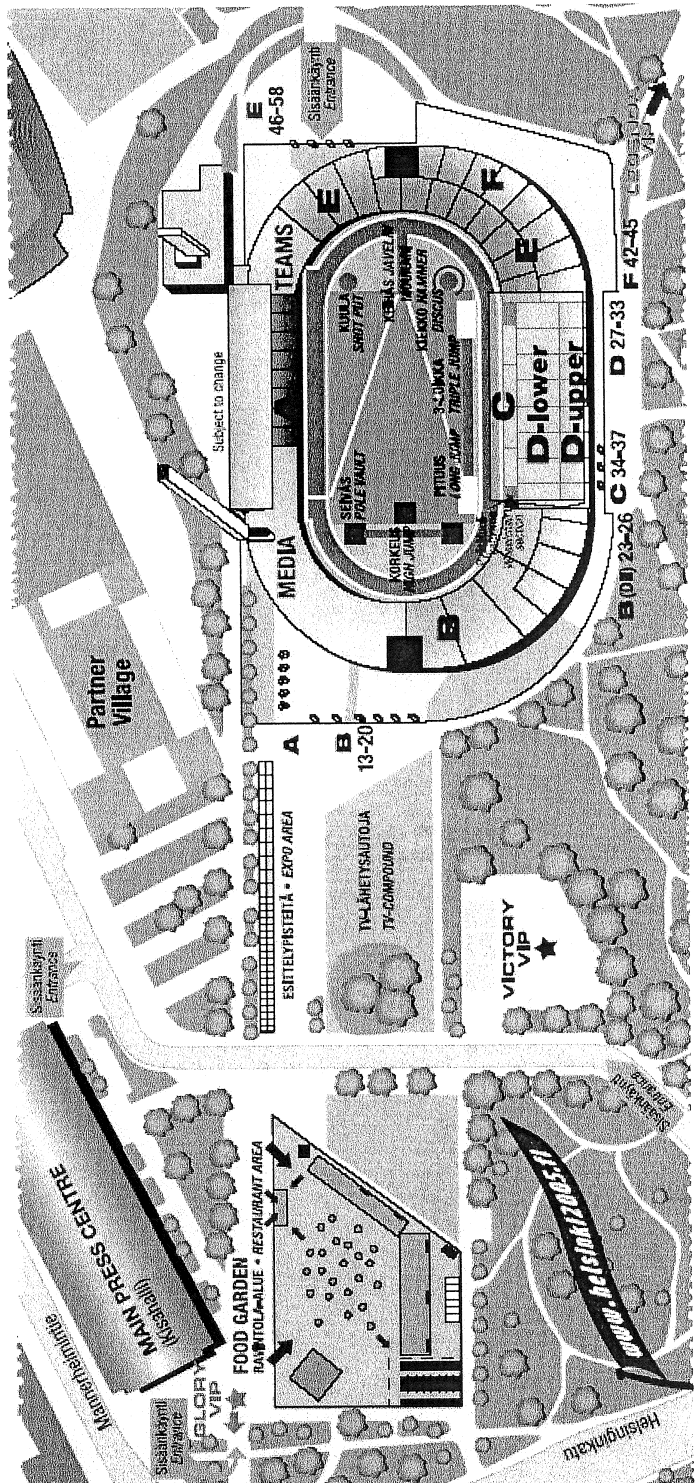 Mannerheimintie
MAIN PRESS CENTRE
(Kisahalli)
Sisäänkäynti
Entrance
GLORY
VIP
Sisäänkäynti
Entrance
FOOD GARDEN
RAVINTOLA-ALUE • RESTAURANT AREA
www.helsinki2005.fi
Helsinginkatu
Sisäänkäynti
Entrance
Partner
Village
ESITTELYPISTEITÄ • EXPO AREA
TV-LÄHETYSAUTOJA
TV-COMPOUND
VICTORY
VIP
A
B
13-20
MEDIA
Subject to change
TEAMS
A
L
E
46-58
Sisäänkäynti
Entrance
SEIVÄS
POLE VAULT
KUULA
SHOT PUT
KORKEUS
HIGH JUMP
KEIHÄS JAVELIN
MOUKARI
KIEKKO HAMMER
DISCUS
PITUUS
LONG JUMP
3-LOIKKA
TRIPLE JUMP
B
E
F
E
C
D-lower
D-upper
B (Oll) 23-26
C 34-37
D 27-33
F 42-45
VIP